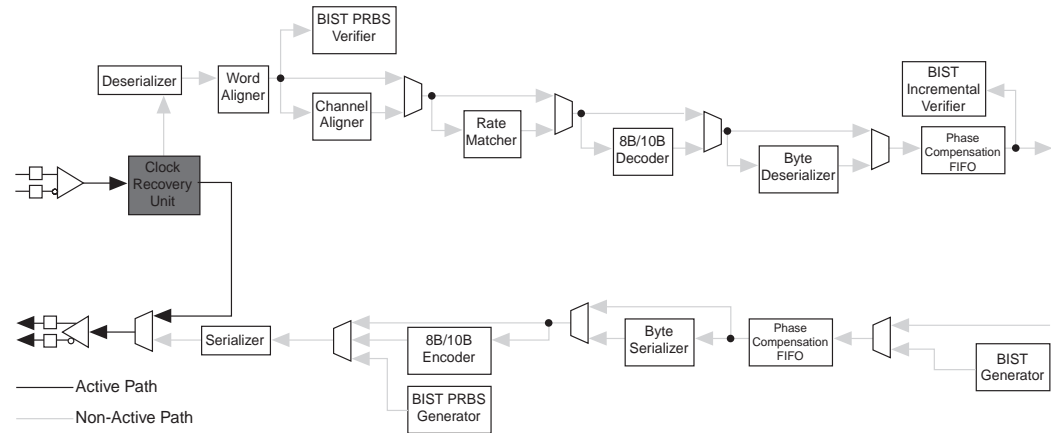 BIST PRBS
Verifier
Deserializer
Word
Aligner
Channel
Aligner
Rate
Matcher
8B/10B
Decoder
Byte
Deserializer
BIST
Incremental
Verifier
Phase
Compensation
FIFO
Clock
Recovery
Unit
Serializer
8B/10B
Encoder
BIST PRBS
Generator
Byte
Serializer
Phase
Compensation
FIFO
BIST
Generator
Active Path
Non-Active Path